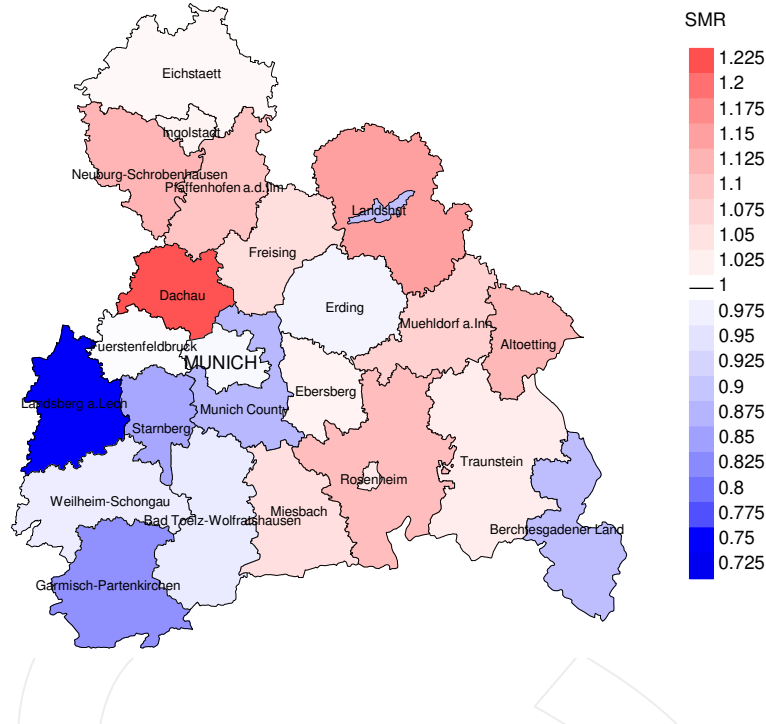 SMR
Eichstaett
Ingolstadt
Neuburg-Schrobenhausen
Pfaffenhofen a.d.Ilm
Landshut
Freising
Dachau
Erding
Muehldorf a.Inn
Altoetting
uerstenfeldbruck
MUNICH
Ebersberg
Landsberg a.Lech
Munich County
Starnberg
Traunstein
Rosenheim
Weilheim-Schongau
Miesbach
Bad Toelz-Wolfratshausen
Berchtesgadener Land
Garmisch-Partenkirchen
1.225
1.2
1.175
1.15
1.125
1.1
1.075
1.05
1.025
1
0.975
0.95
0.925
0.9
0.875
0.85
0.825
0.8
0.775
0.75
0.725